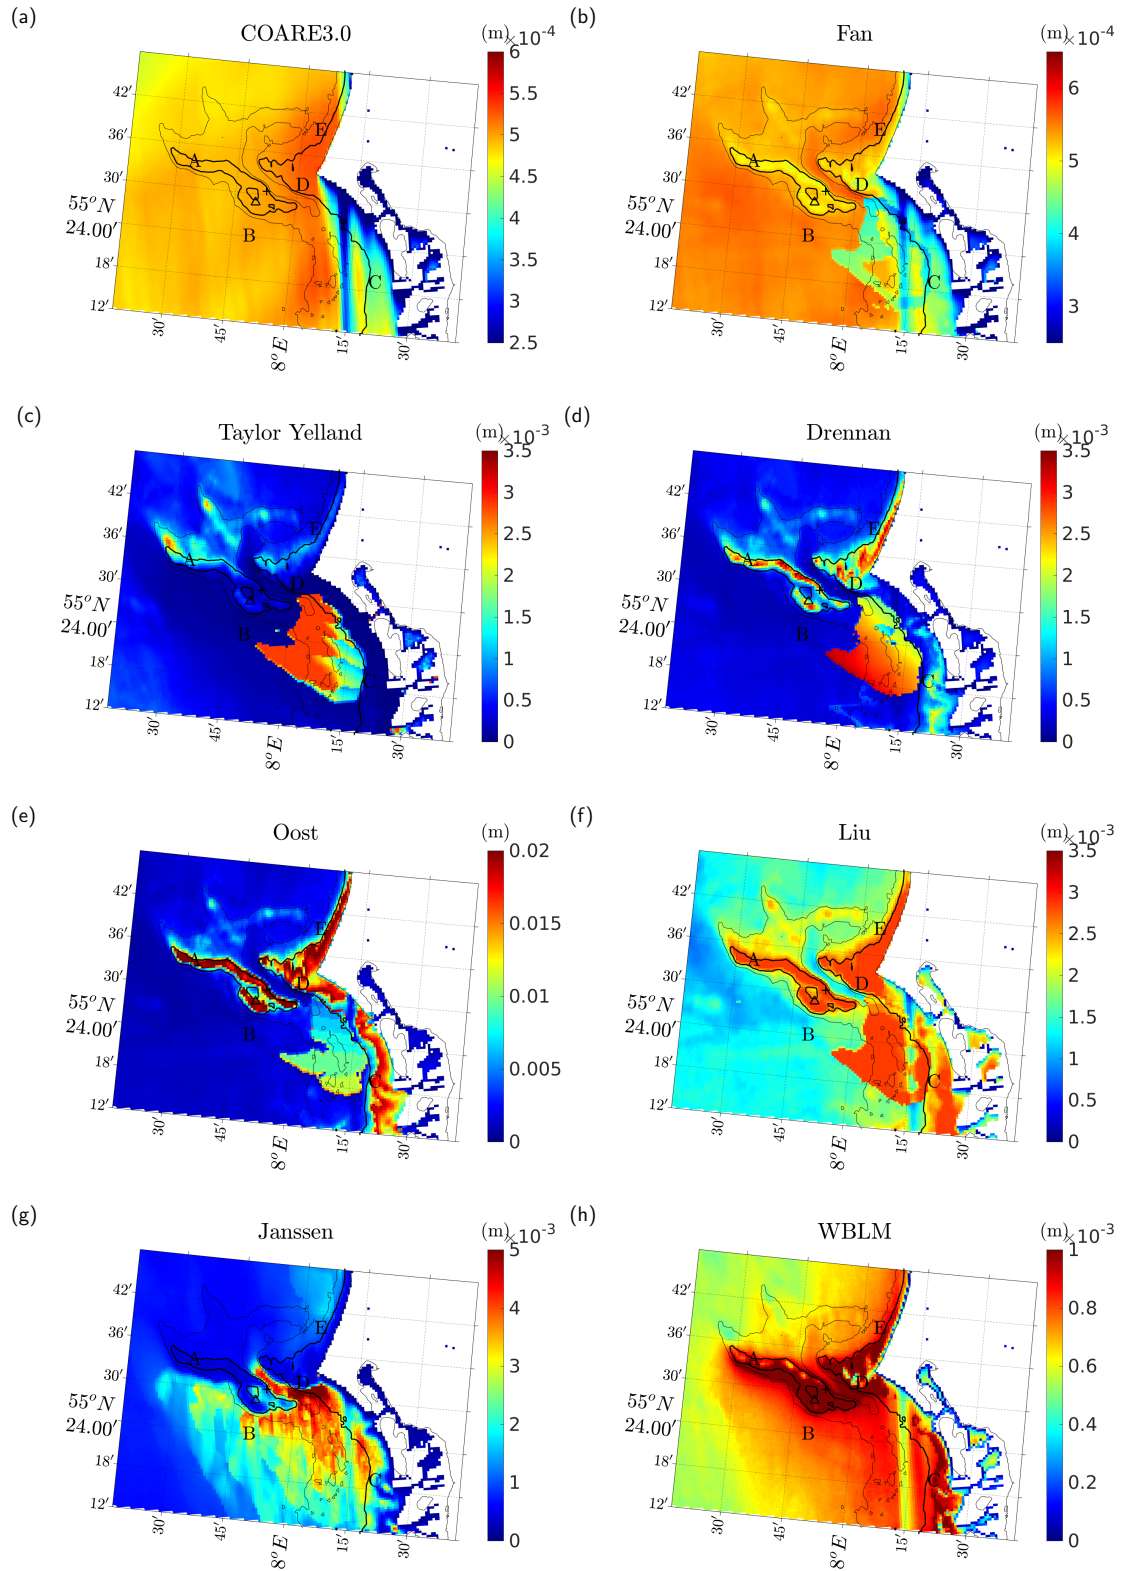 (a)
COARE3.0
(m)
×10⁻⁴
6
5.5
5
4.5
4
3.5
3
2.5
42′
36′
30′
55° N
24.00′
18′
12′
30′
45′
8° E
15′
30′
A
B
C
D
E
(b)
Fan
(m)
×10⁻⁴
6
5
4
3
42′
36′
30′
55° N
24.00′
18′
12′
30′
45′
8° E
15′
30′
A
B
C
D
E
(c)
Taylor Yelland
(m)
×10⁻³
3.5
3
2.5
2
1.5
1
0.5
0
42′
36′
30′
55° N
24.00′
18′
12′
30′
45′
8° E
15′
30′
A
B
C
D
E
(d)
Drennan
(m)
×10⁻³
3.5
3
2.5
2
1.5
1
0.5
0
42′
36′
30′
55° N
24.00′
18′
12′
30′
45′
8° E
15′
30′
A
B
C
D
E
(e)
Oost
(m)
0.02
0.015
0.01
0.005
0
42′
36′
30′
55° N
24.00′
18′
12′
30′
45′
8° E
15′
30′
A
B
C
D
E
(f)
Liu
(m)
×10⁻³
3.5
3
2.5
2
1.5
1
0.5
0
42′
36′
30′
55° N
24.00′
18′
12′
30′
45′
8° E
15′
30′
A
B
C
D
E
(g)
Janssen
(m)
×10⁻³
5
4
3
2
1
0
42′
36′
30′
55° N
24.00′
18′
12′
30′
45′
8° E
15′
30′
A
B
C
D
E
(h)
WBLM
(m)
×10⁻³
1
0.8
0.6
0.4
0.2
0
42′
36′
30′
55° N
24.00′
18′
12′
30′
45′
8° E
15′
30′
A
B
C
D
E